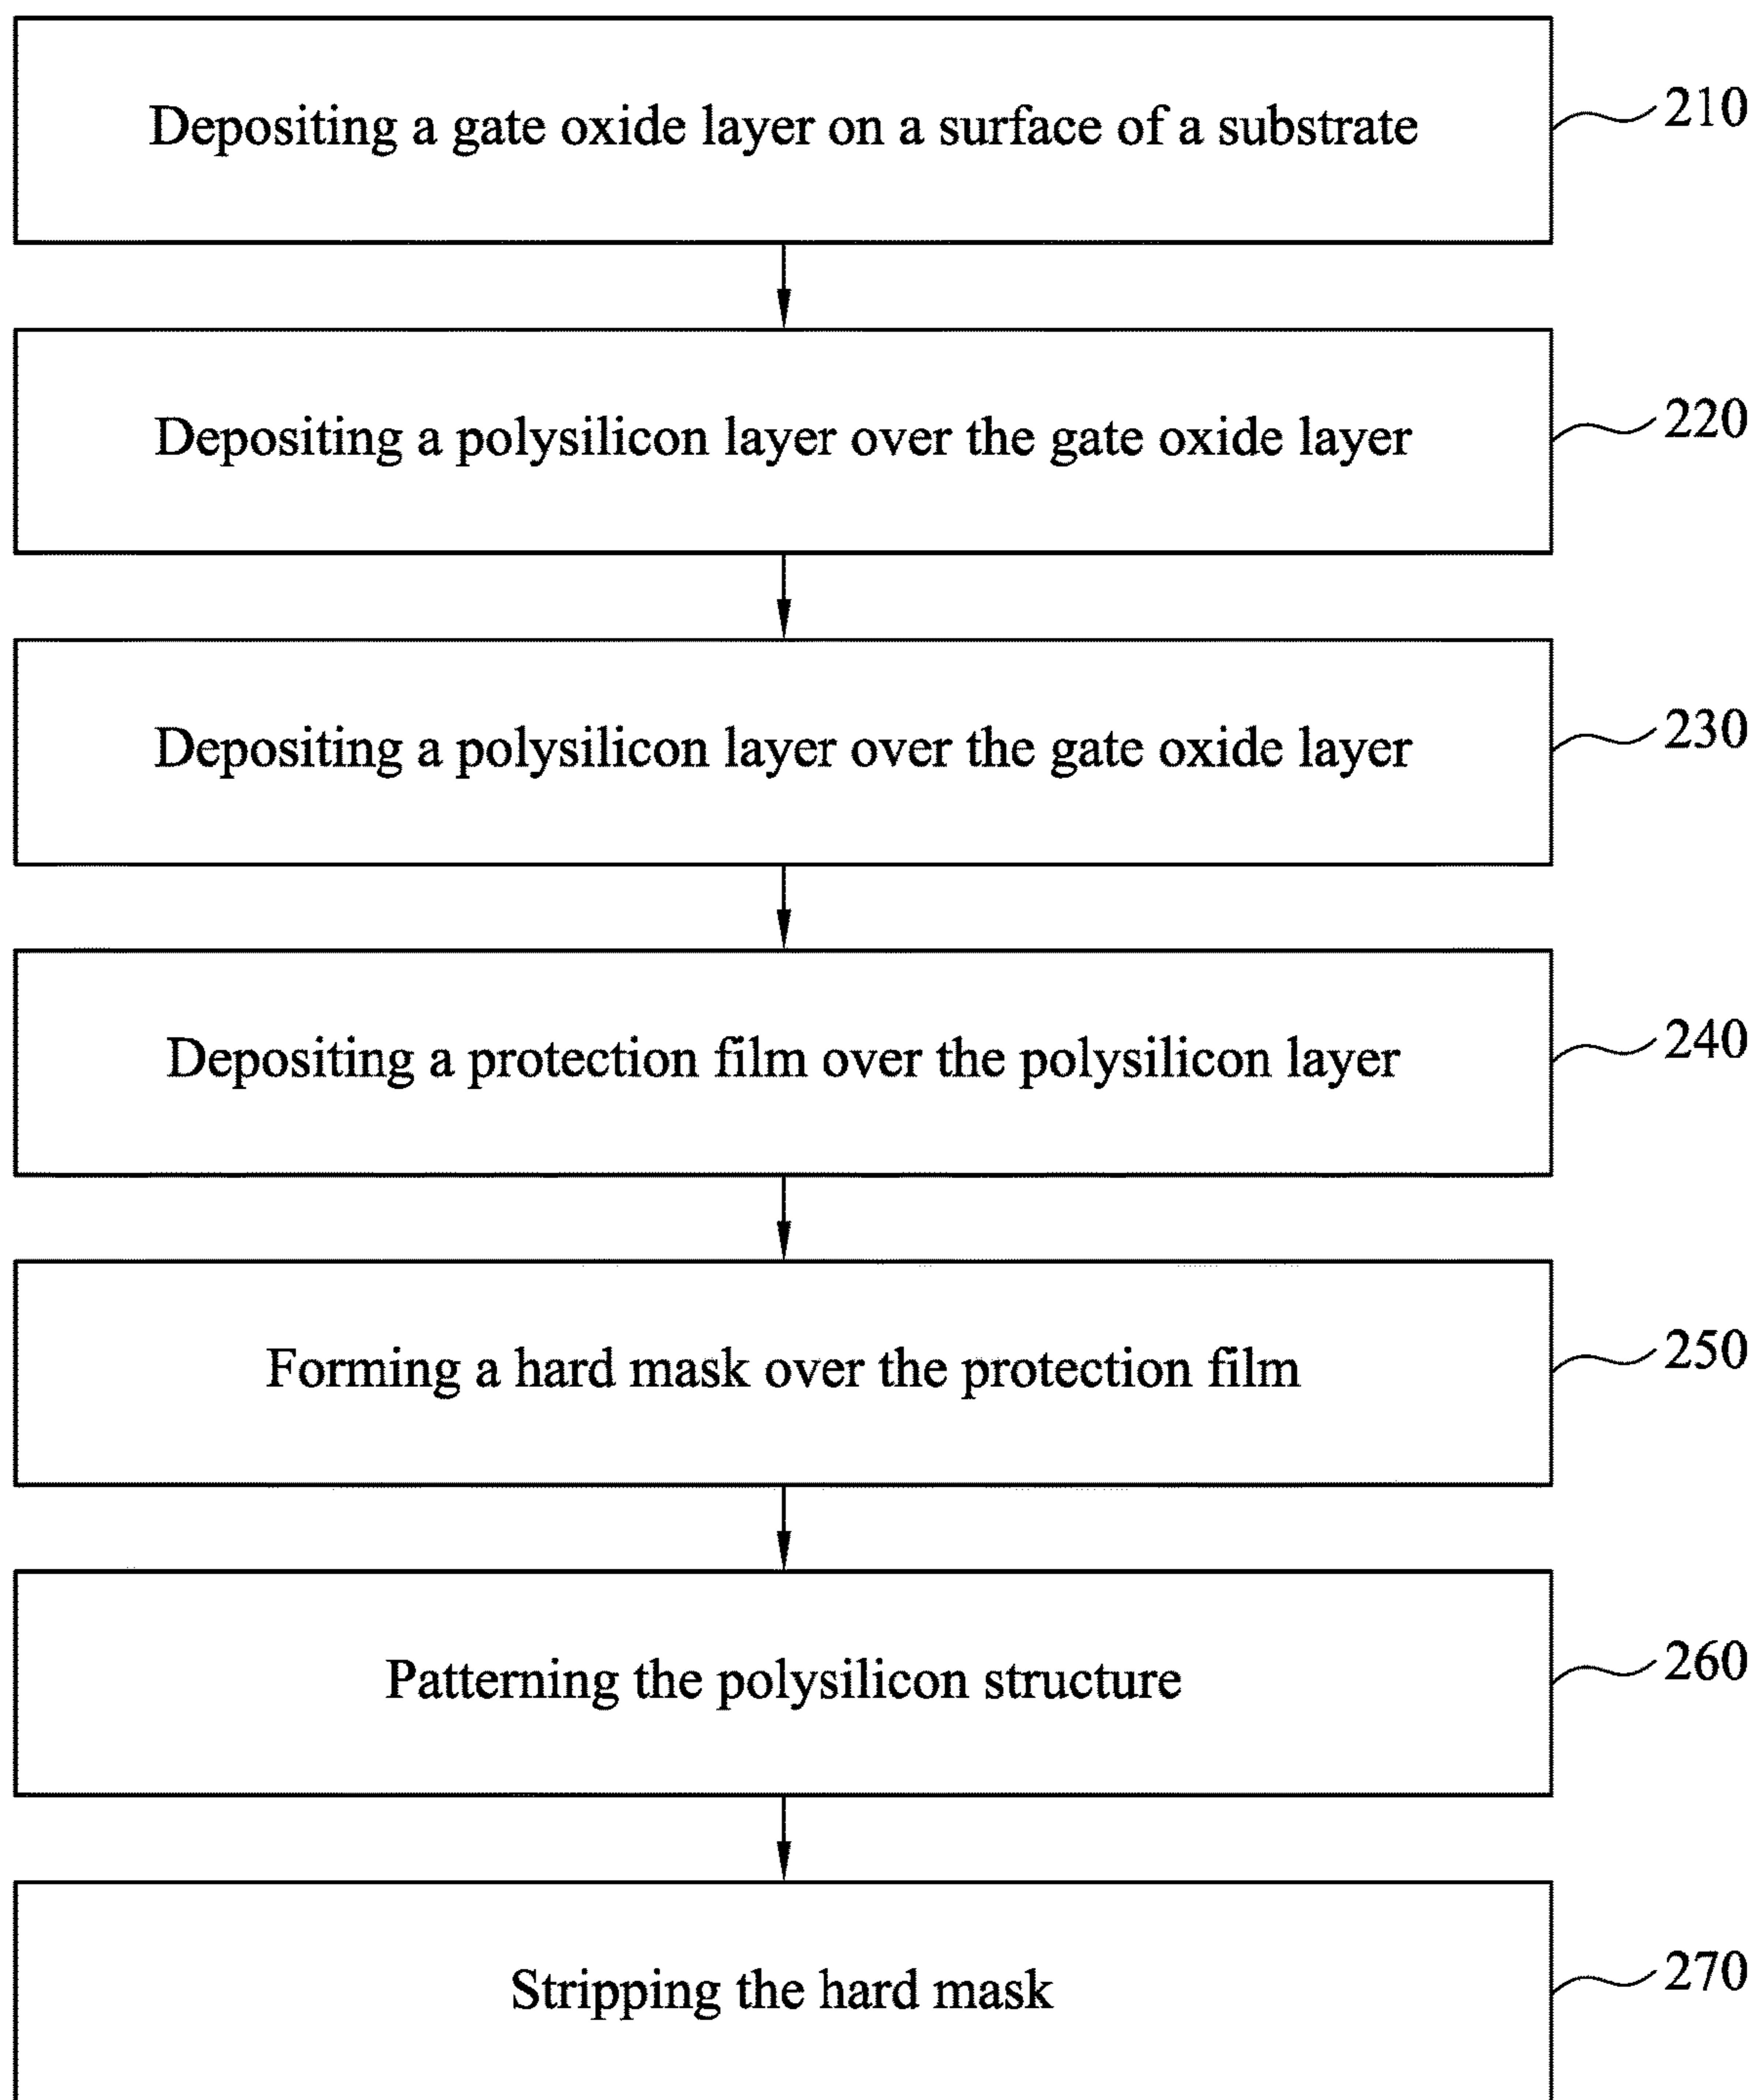 Depositing a gate oxide layer on a surface of a substrate
210
Depositing a polysilicon layer over the gate oxide layer
220
Depositing a polysilicon layer over the gate oxide layer
230
Depositing a protection film over the polysilicon layer
240
Forming a hard mask over the protection film
250
Patterning the polysilicon structure
260
Stripping the hard mask
270